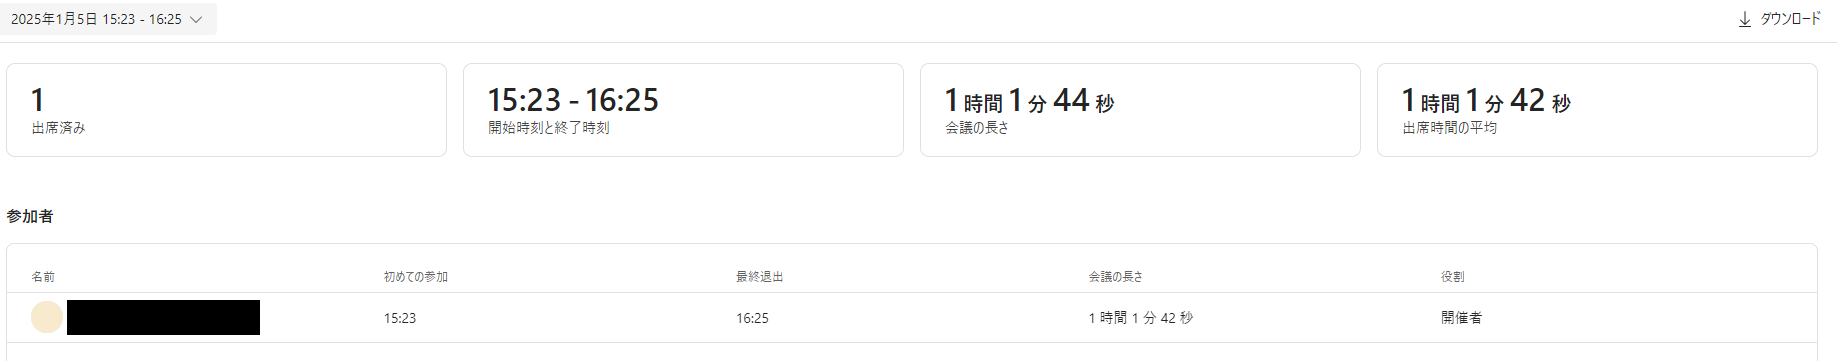 2025年1月5日 15:23 - 16:25
ダウンロード
1
出席済み
15:23 - 16:25
開始時刻と終了時刻
1 時間 1 分 44 秒
会議の長さ
1 時間 1 分 42 秒
出席時間の平均
参加者
名前 初めての参加 最終退出 会議の長さ 役割
15:23 16:25 1 時間 1 分 42 秒 開催者